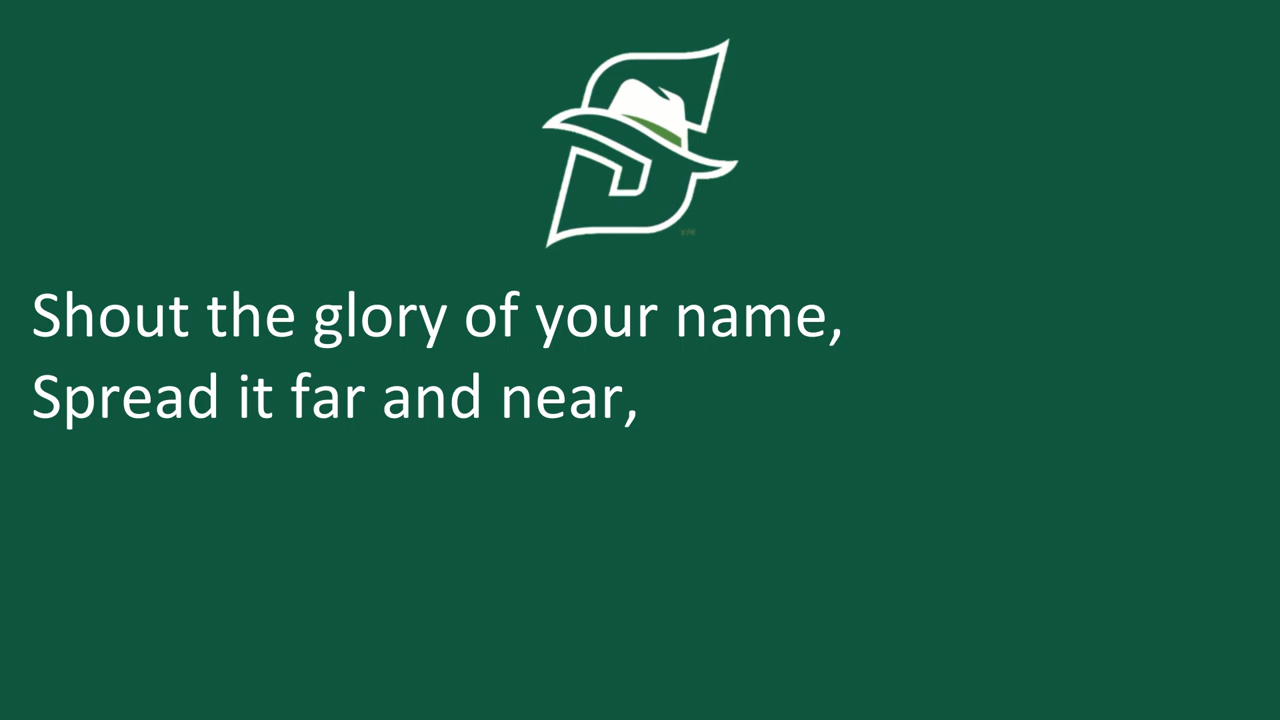 Shout the glory of your name,
Spread it far and near,